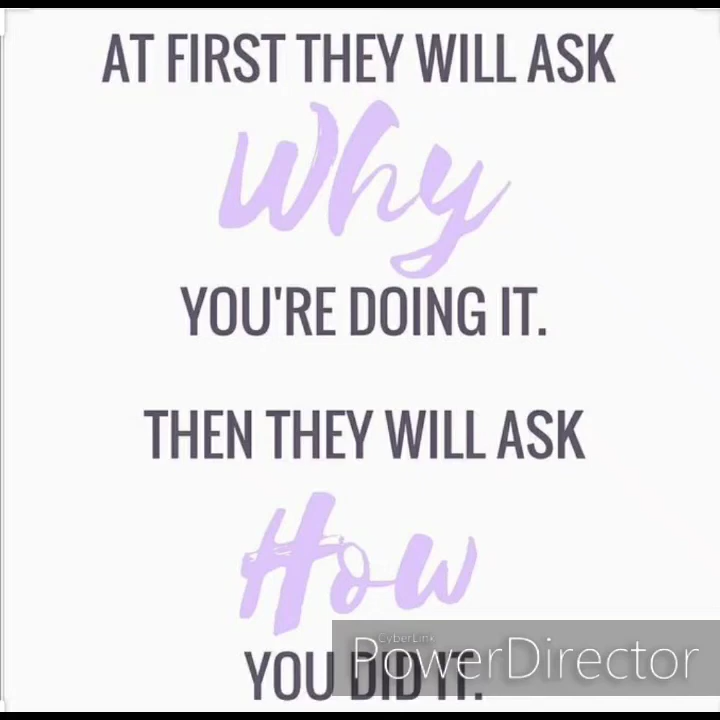 AT FIRST THEY WILL ASK
Why
YOU'RE DOING IT.
THEN THEY WILL ASK
How
YOU DID IT.
CyberLink
PowerDirector